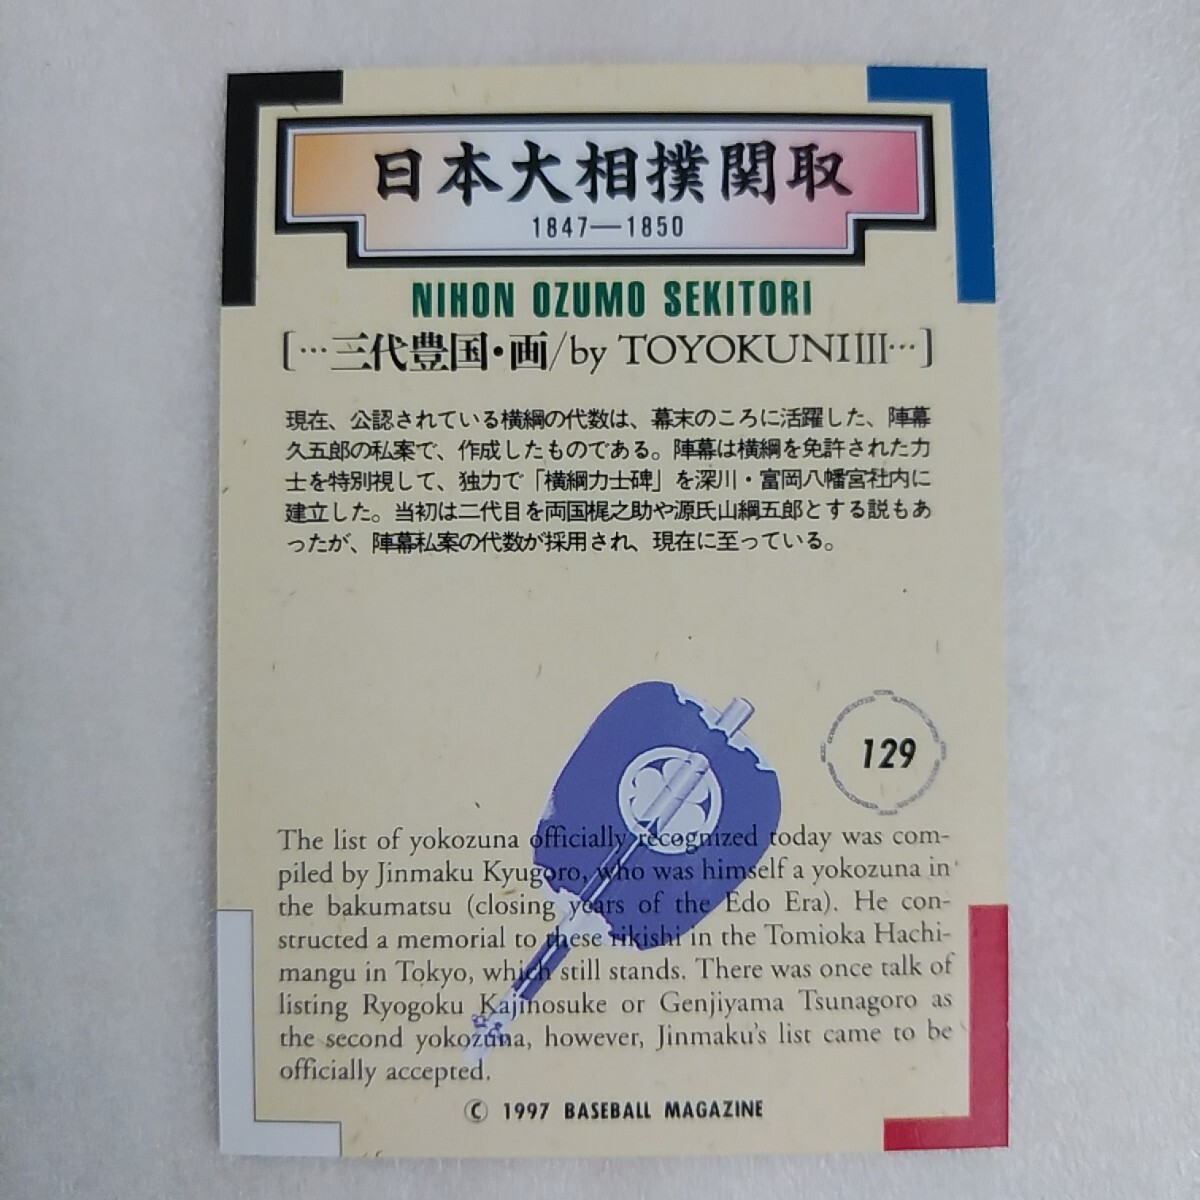 日本大相撲関取
1847—1850
NIHON OZUMO SEKITORI
[…三代豊国・画/by TOYOKUNIIII…]
現在、公認されている横綱の代数は、幕末のころに活躍した、陣幕
久五郎の私案で、作成したものである。陣幕は横綱を免許された力
士を特別視して、独力で「横綱力士碑」を深川・富岡八幡宮社内に
建立した。当初は二代目を両国梶之助や源氏山綱五郎とする説もあ
ったが、陣幕私案の代数が採用され、現在に至っている。
129
The list of yokozuna officially recognized today was com-
piled by Jinmaku Kyugoro, who was himself a yokozuna in
the bakumatsu (closing years of the Edo Era). He con-
structed a memorial to these rikishi in the Tomioka Hachi-
mangu in Tokyo, which still stands. There was once talk of
listing Ryogoku Kajinosuke or Genjiyama Tsunagoro as
the second yokozuna, however, Jinmaku's list came to be
officially accepted.
© 1997 BASEBALL MAGAZINE